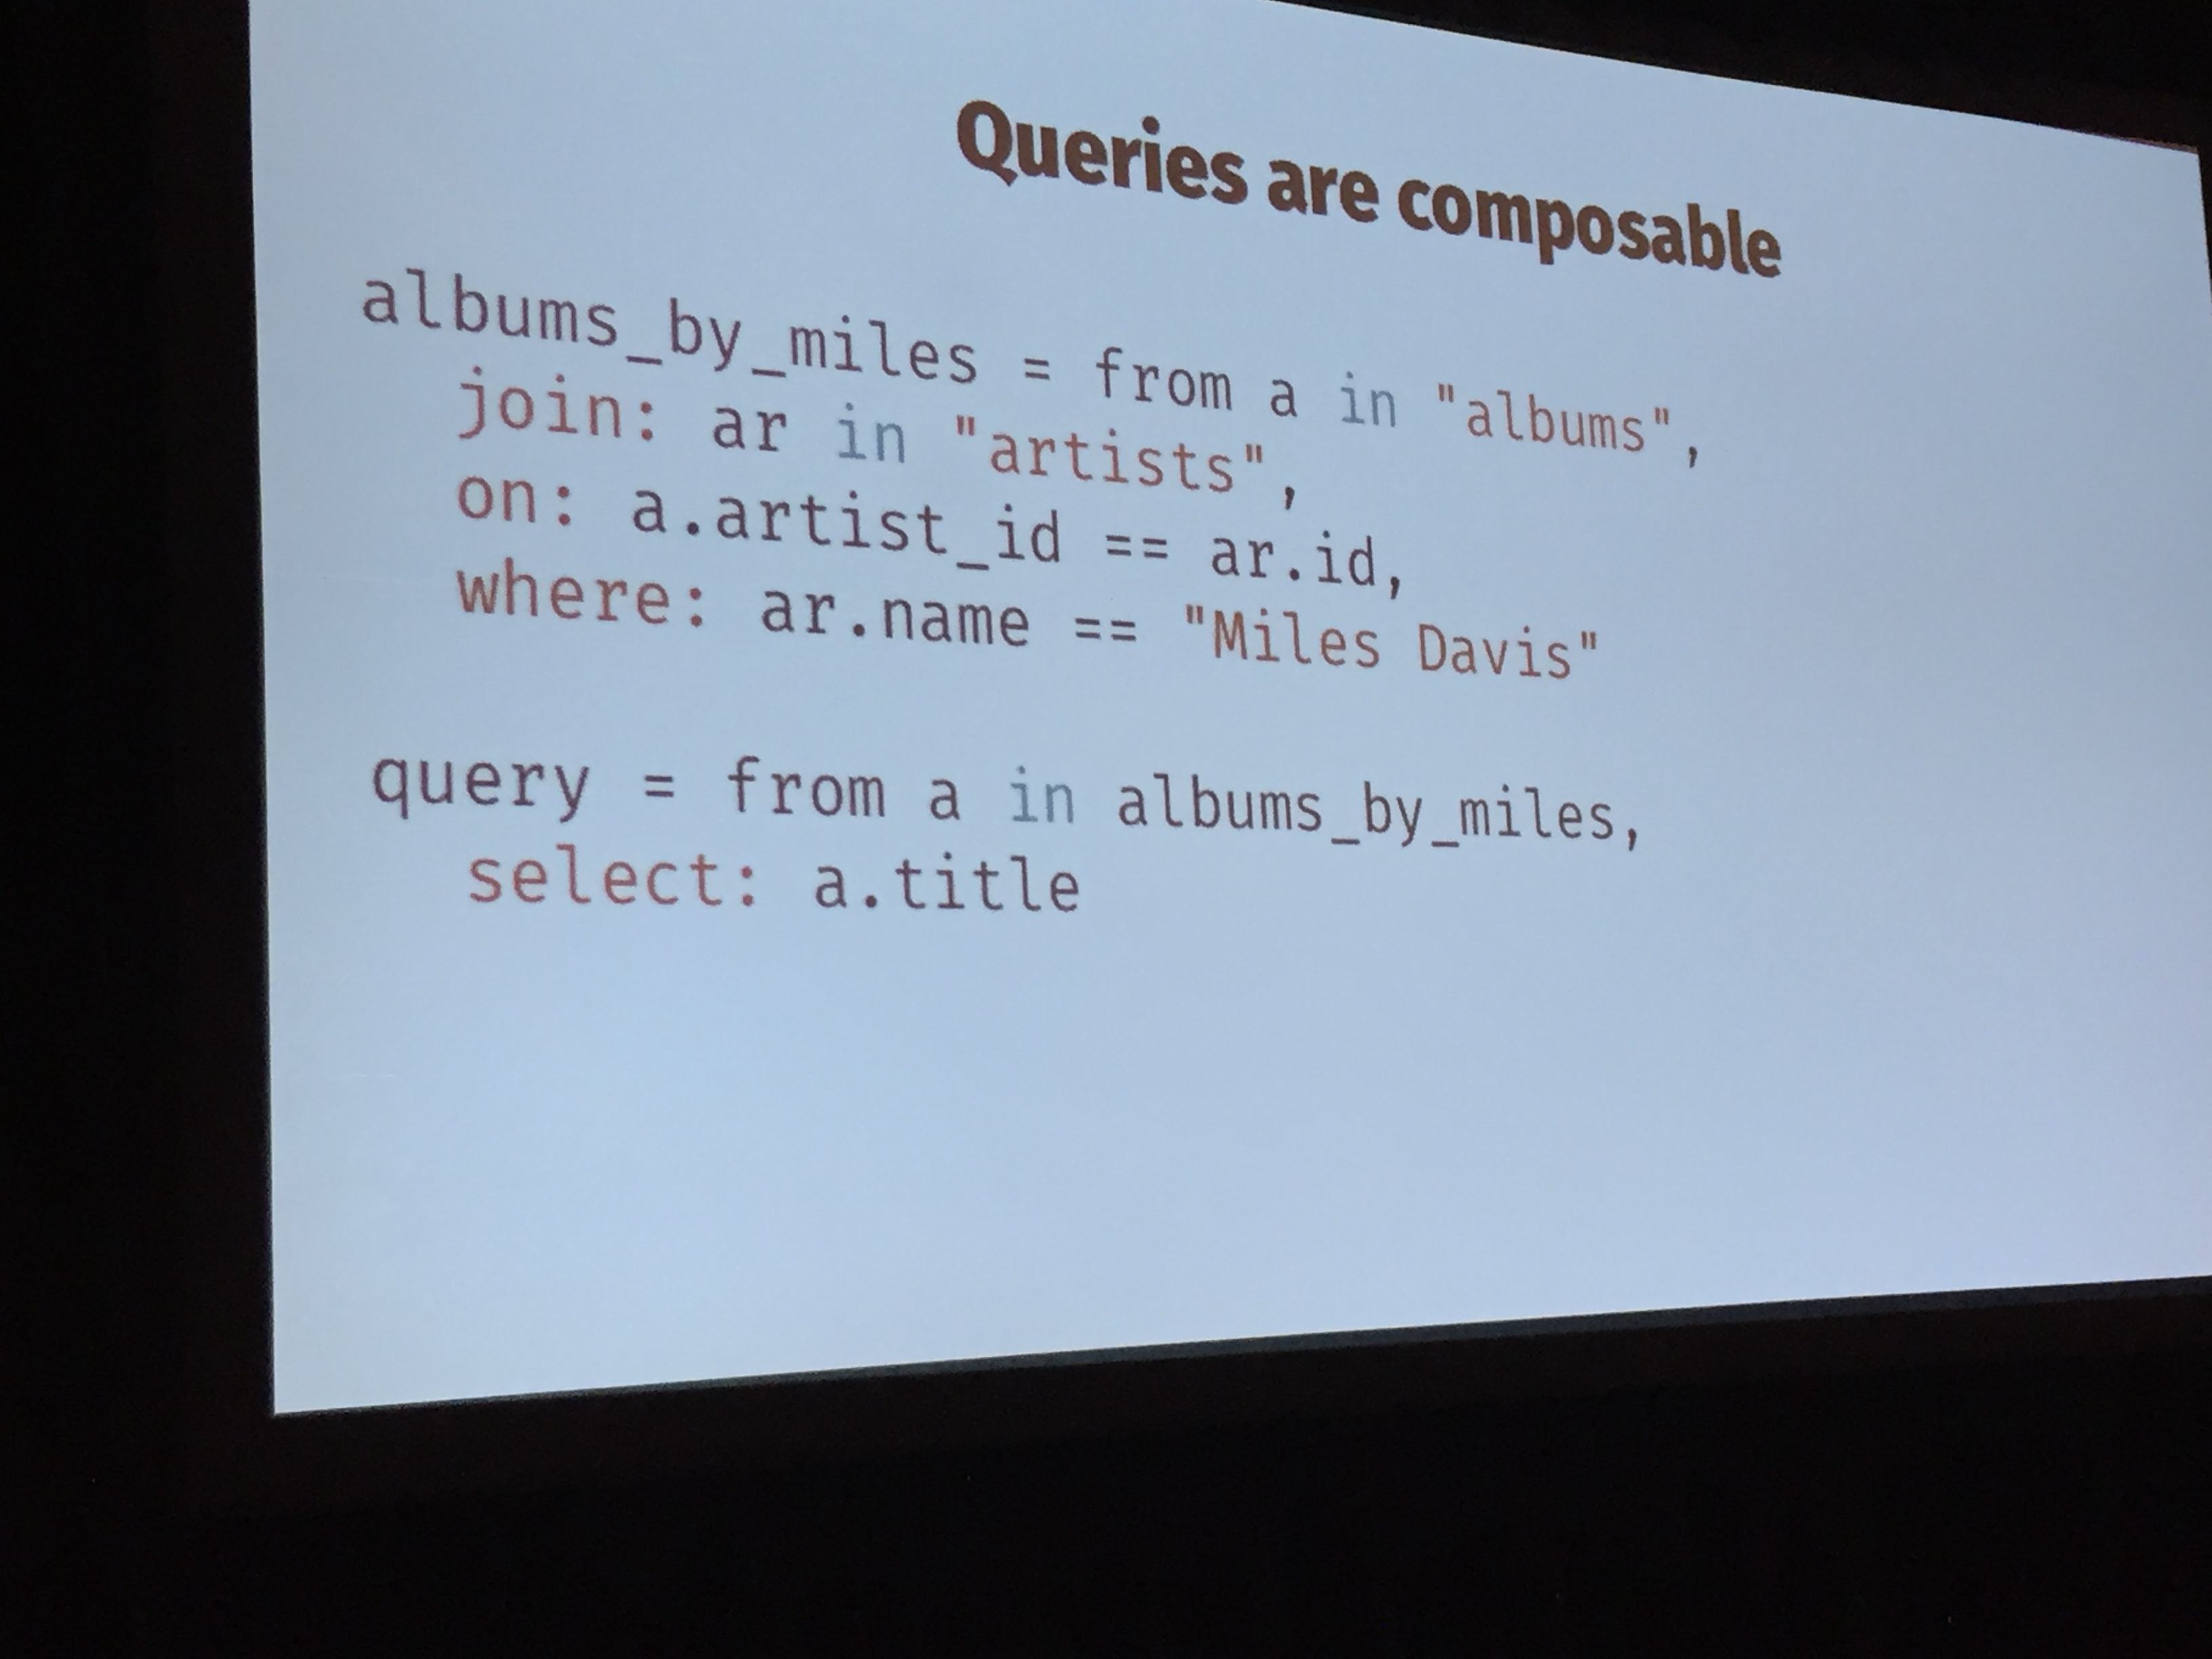 Queries are composable
albums_by_miles = from a in "albums",
join: ar in "artists",
on: a.artist_id == ar.id,
where: ar.name == "Miles Davis"
query = from a in albums_by_miles,
select: a.title